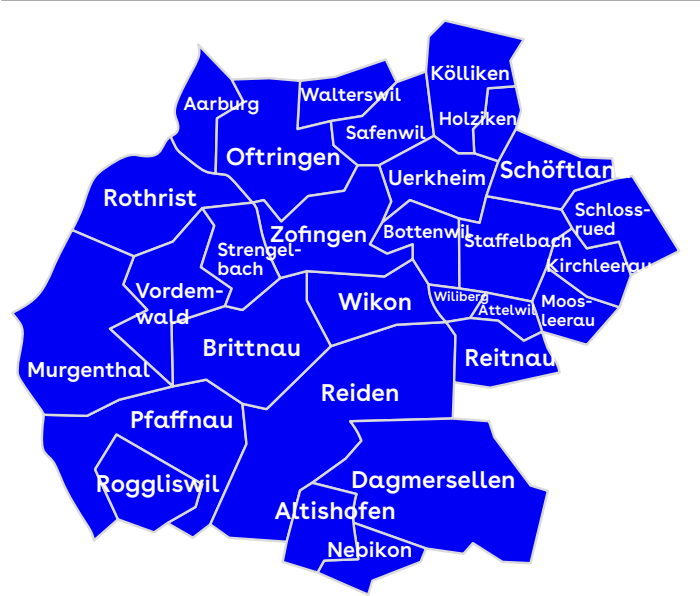 Kölliken
Walterswil
Aarburg
Holziken
Safenwil
Oftringen
Schöftlan
Uerkheim
Rothrist
Schloss-
rued
Zofingen
Bottenwil
Staffelbach
Strengel-
bach
Kirchleerau
Vordem-
wald
Wikon
Wiliberg
Attelwil
Moos-
leerau
Brittnau
Reitnau
Murgenthal
Reiden
Pfaffnau
Roggliswil
Dagmersellen
Altishofen
Nebikon